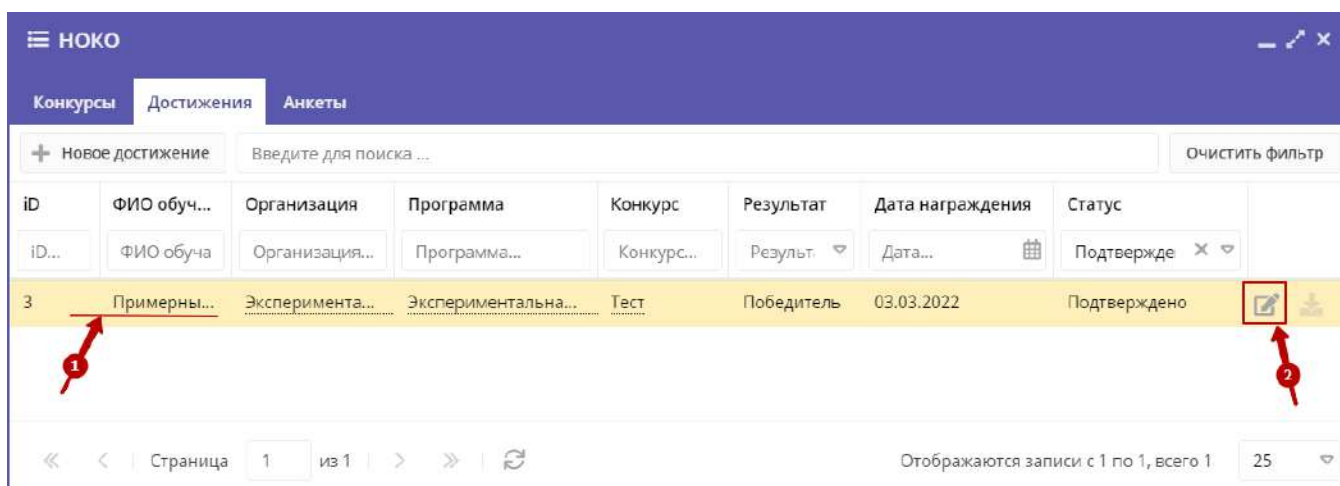 НОКО
Конкурсы Достижения Анкеты
Новое достижение Введите для поиска ... Очистить фильтр
iD ФИО обуч... Организация Программа Конкурс Результат Дата награждения Статус
iD... ФИО обуча Организация... Программа... Конкурс... Результ Дата... Подтвержде
3 Примерны... Эксперимента... Экспериментальна... Тест Победитель 03.03.2022 Подтверждено
1 2
Страница 1 из 1 Отображаются записи с 1 по 1, всего 1 25